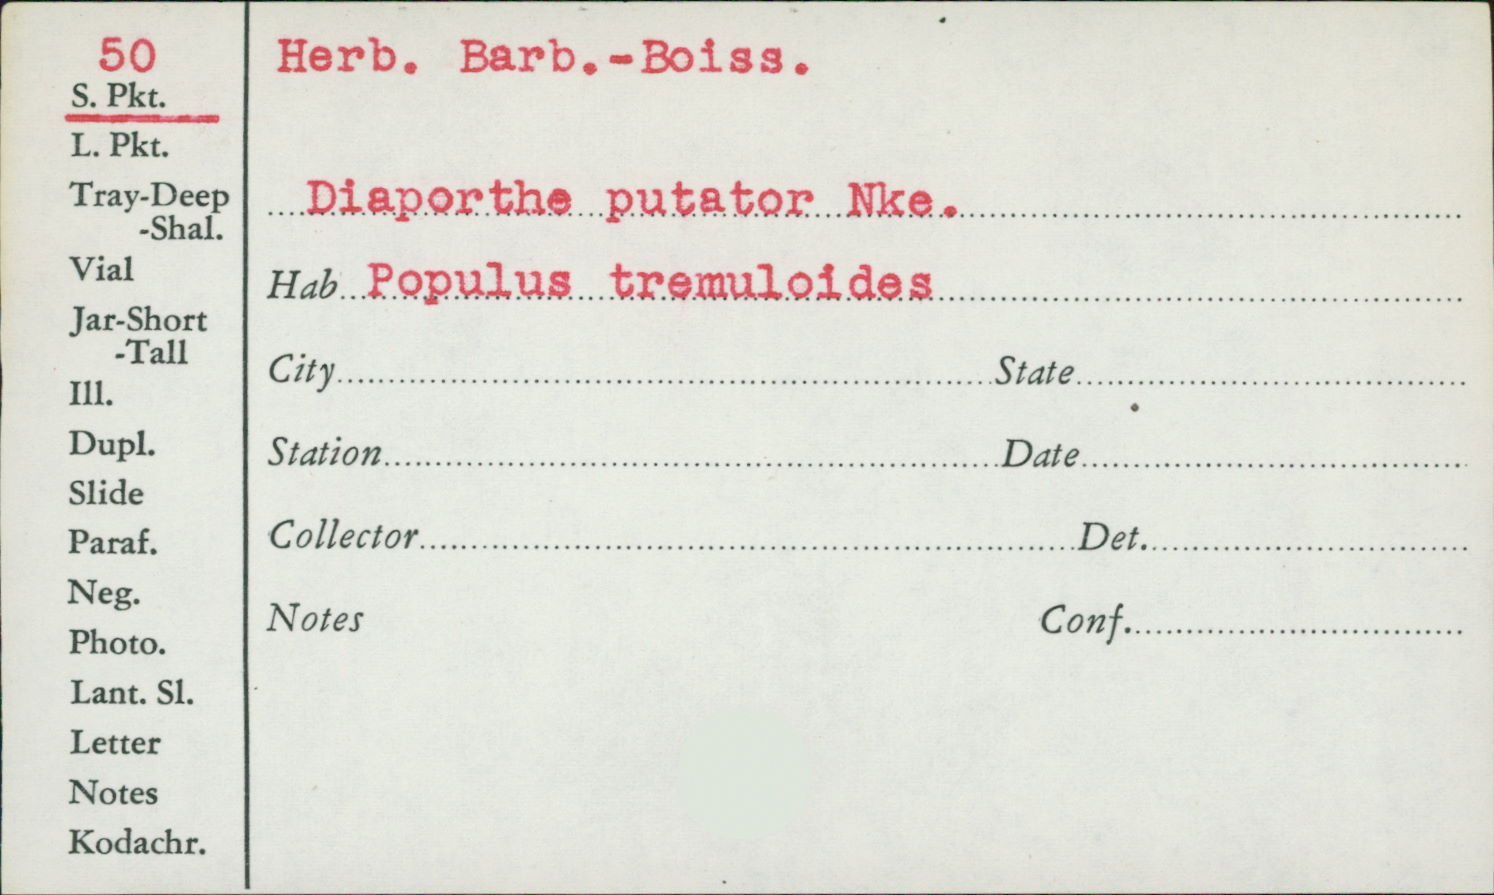 50
S. Pkt.
L. Pkt.
Tray-Deep
-Shal.
Vial
Jar-Short
-Tall
Ill.
Dupl.
Slide
Paraf.
Neg.
Photo.
Lant. Sl.
Letter
Notes
Kodachr.
Herb. Barb.-Boiss.
Diaporthe putator Nke.
Hab Populus tremuloides
City State
Station Date
Collector Det.
Notes Conf.